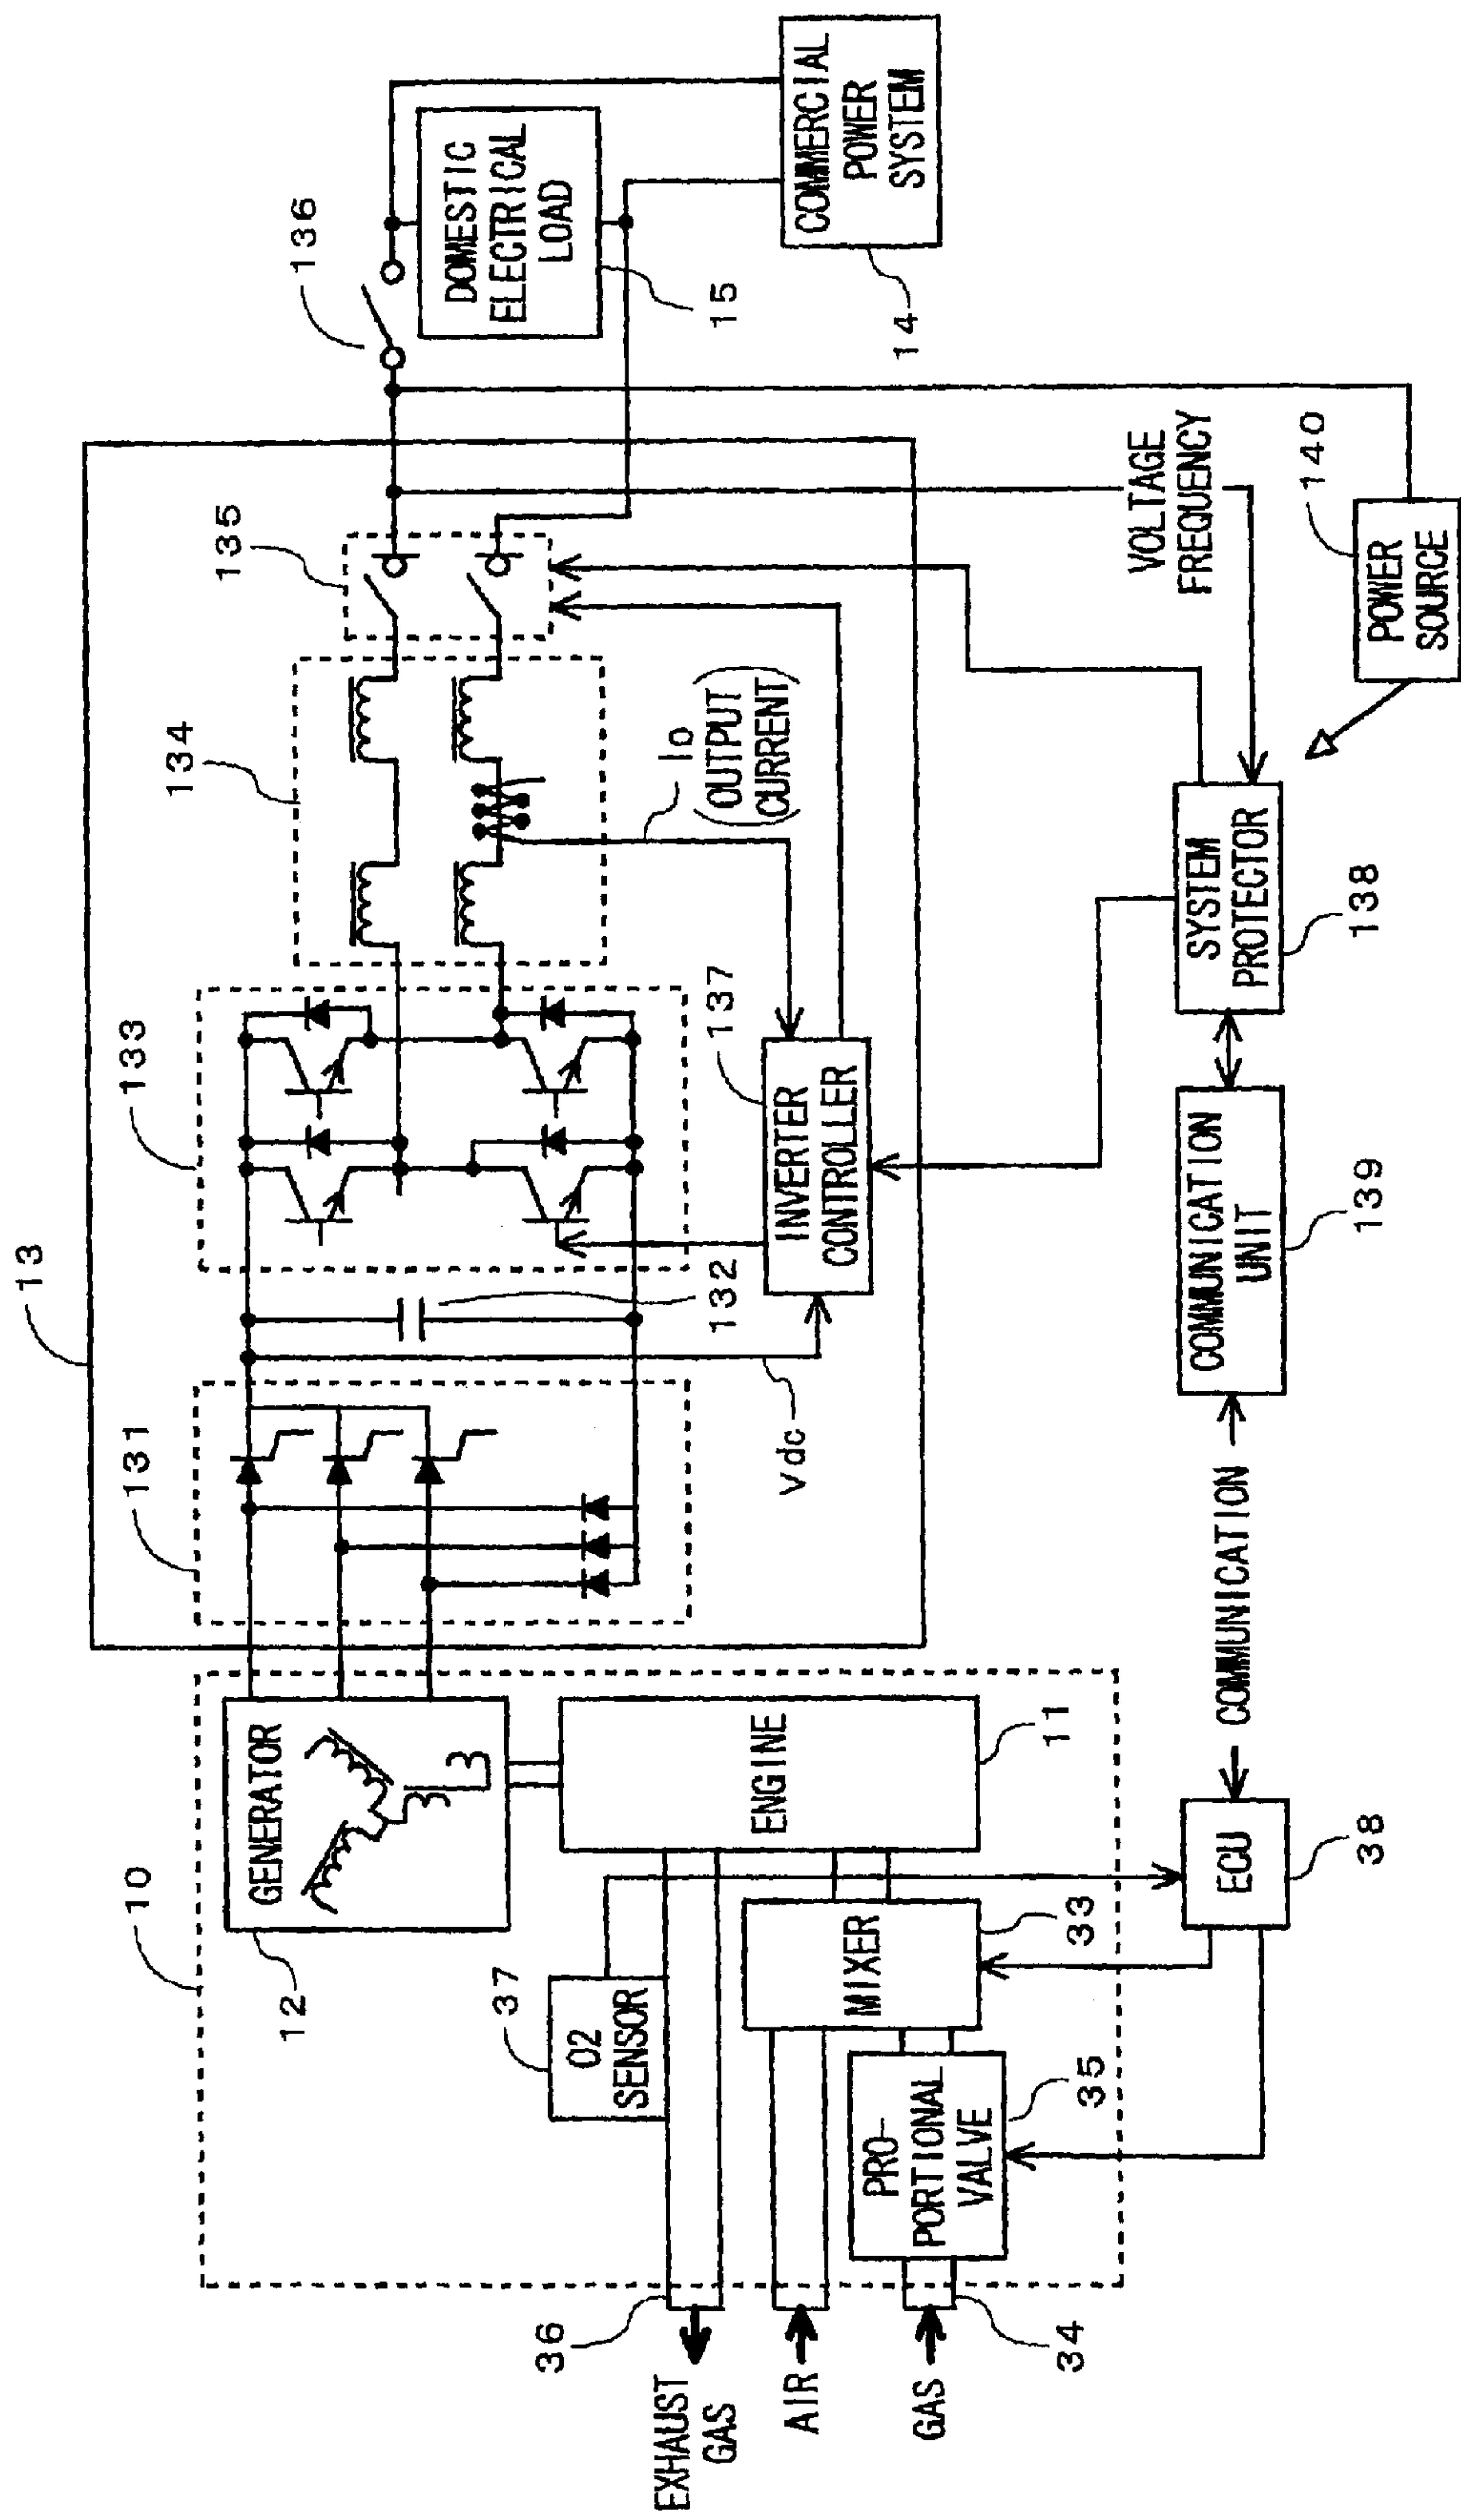 10
12
GENERATOR
37
O2
SENSOR
36
EXHAUST
GAS
AIR
GAS
34
PRO-
PORTIONAL
VALVE
35
MIXER
33
ENGINE
11
ECU
38
COMMUNICATION
13
131
132
Vdc
133
134
135
136
Io
(OUTPUT
CURRENT)
INVERTER
CONTROLLER
137
COMMUNICATION
UNIT
139
SYSTEM
PROTECTOR
138
VOLTAGE
FREQUENCY
POWER
SOURCE
140
DOMESTIC
ELECTRICAL
LOAD
15
COMMERCIAL
POWER
SYSTEM
14